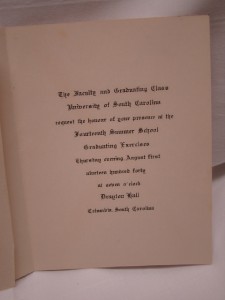 The Faculty and Graduating Class
University of South Carolina
request the honour of your presence at the
Fourteenth Summer School
Graduating Exercises
Thursday evening August first
nineteen hundred forty
at seven o'clock
Drayton Hall
Columbia, South Carolina